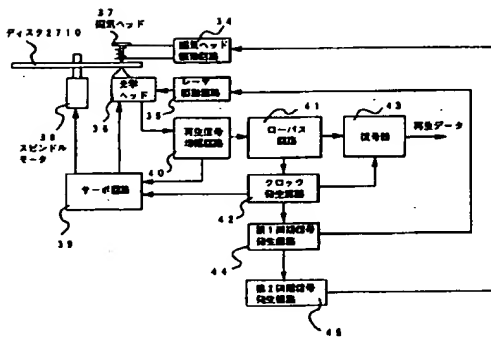 37
磁気ヘッド
34
ディスク2710
磁気ヘッド
駆動回路
光学
ヘッド
レーザ
駆動回路
35
36
41
43
38
スピンドル
モータ
再生信号
増幅回路
ローパス
回路
復号器
再生データ
40
サーボ回路
クロック
発生回路
39
42
第1同期信号
発生回路
44
第2同期信号
発生回路
45